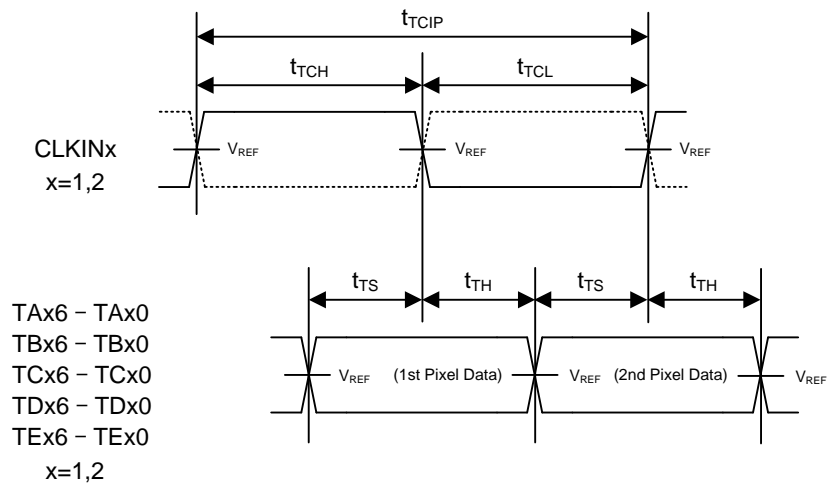 tTCIP
tTCH
tTCL
CLKINx
x=1,2
VREF
VREF
VREF
tTS
tTH
tTS
tTH
TAx6 – TAx0
TBx6 – TBx0
TCx6 – TCx0
TDx6 – TDx0
TEx6 – TEx0
x=1,2
VREF
(1st Pixel Data)
VREF
(2nd Pixel Data)
VREF